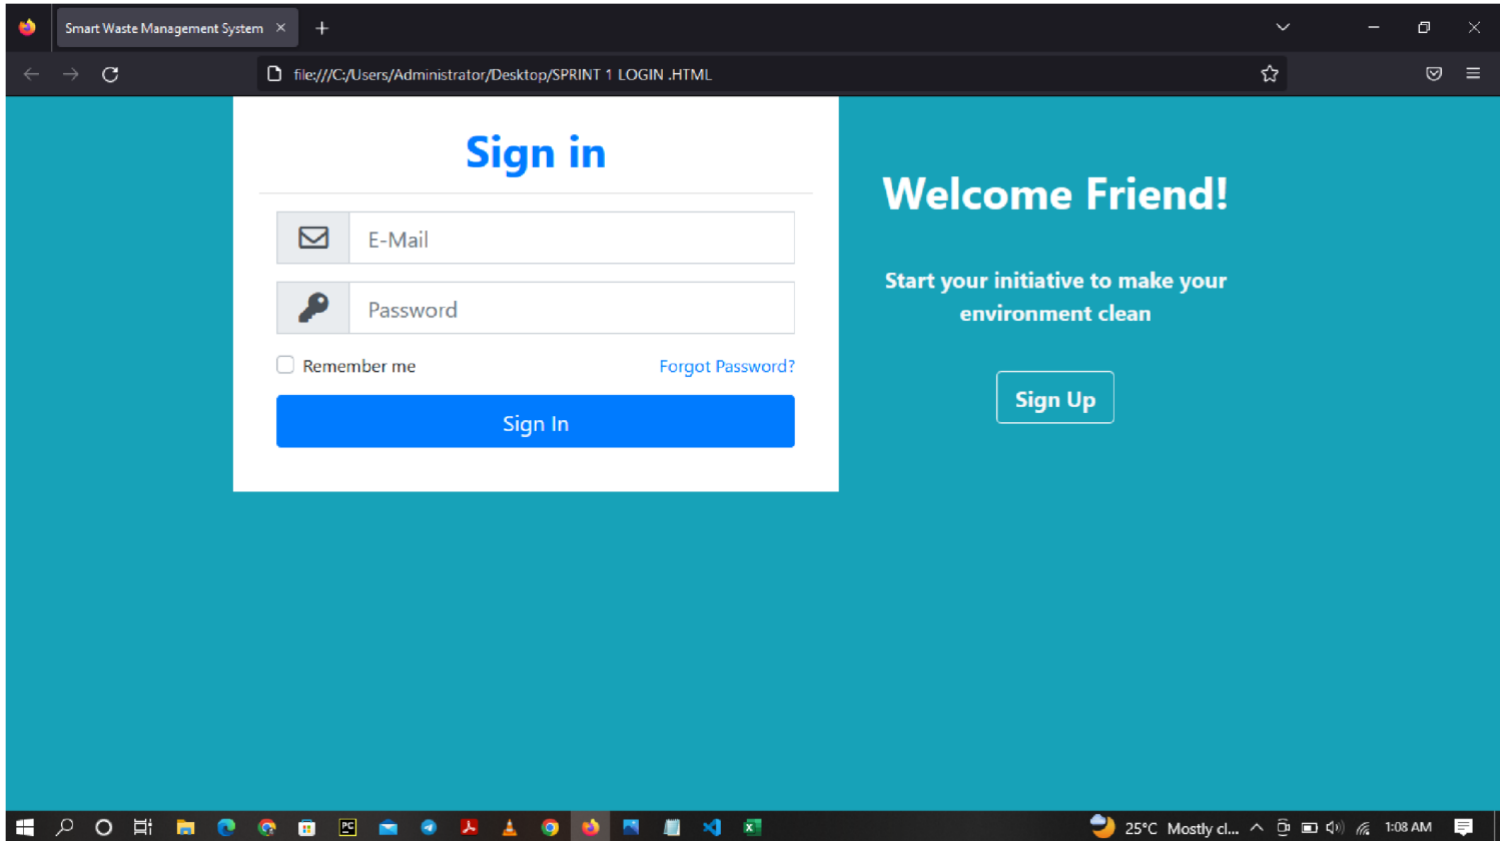 Smart Waste Management System
file:///C:/Users/Administrator/Desktop/SPRINT 1 LOGIN .HTML
Sign in
E-Mail
Password
Remember me
Forgot Password?
Sign In
Welcome Friend!
Start your initiative to make your
environment clean
Sign Up
PC
25°C Mostly cl...
1:08 AM